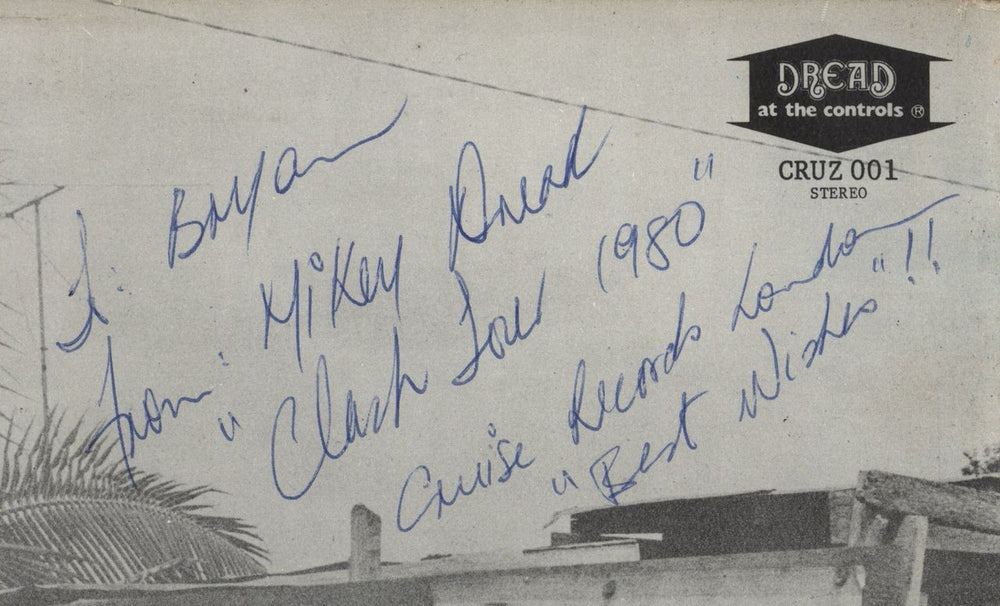 DREAD
at the controls ®
CRUZ 001
STEREO
To: Bryan
From: Mikey Dread
"Clash Tour 1980"
Cruise Records London
"Best Wishes"!!